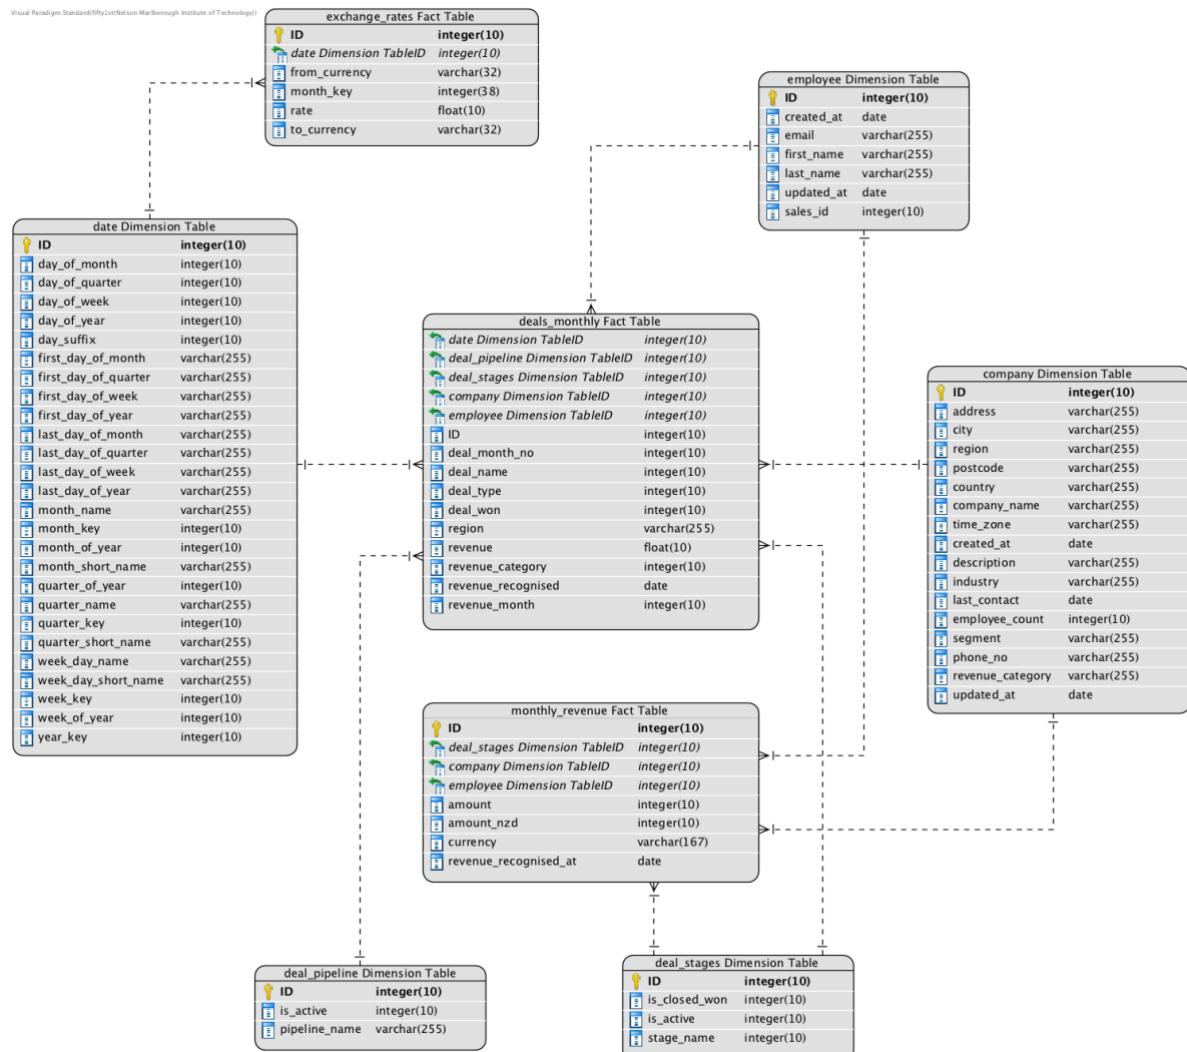 Visual Paradigm Standard(fifty1st(Nelson Marlborough Institute of Technology))
exchange_rates Fact Table
ID integer(10)
date Dimension TableID integer(10)
from_currency varchar(32)
month_key integer(38)
rate float(10)
to_currency varchar(32)
employee Dimension Table
ID integer(10)
created_at date
email varchar(255)
first_name varchar(255)
last_name varchar(255)
updated_at date
sales_id integer(10)
date Dimension Table
ID integer(10)
day_of_month integer(10)
day_of_quarter integer(10)
day_of_week integer(10)
day_of_year integer(10)
day_suffix integer(10)
first_day_of_month varchar(255)
first_day_of_quarter varchar(255)
first_day_of_week varchar(255)
first_day_of_year varchar(255)
last_day_of_month varchar(255)
last_day_of_quarter varchar(255)
last_day_of_week varchar(255)
last_day_of_year varchar(255)
month_name varchar(255)
month_key integer(10)
month_of_year integer(10)
month_short_name varchar(255)
quarter_of_year integer(10)
quarter_name varchar(255)
quarter_key integer(10)
quarter_short_name varchar(255)
week_day_name varchar(255)
week_day_short_name varchar(255)
week_key integer(10)
week_of_year integer(10)
year_key integer(10)
deals_monthly Fact Table
date Dimension TableID integer(10)
deal_pipeline Dimension TableID integer(10)
deal_stages Dimension TableID integer(10)
company Dimension TableID integer(10)
employee Dimension TableID integer(10)
ID integer(10)
deal_month_no integer(10)
deal_name integer(10)
deal_type integer(10)
deal_won integer(10)
region varchar(255)
revenue float(10)
revenue_category integer(10)
revenue_recognised date
revenue_month integer(10)
company Dimension Table
ID integer(10)
address varchar(255)
city varchar(255)
region varchar(255)
postcode varchar(255)
country varchar(255)
company_name varchar(255)
time_zone varchar(255)
created_at date
description varchar(255)
industry varchar(255)
last_contact date
employee_count integer(10)
segment varchar(255)
phone_no varchar(255)
revenue_category varchar(255)
updated_at date
monthly_revenue Fact Table
ID integer(10)
deal_stages Dimension TableID integer(10)
company Dimension TableID integer(10)
employee Dimension TableID integer(10)
amount integer(10)
amount_nzd integer(10)
currency varchar(167)
revenue_recognised_at date
deal_pipeline Dimension Table
ID integer(10)
is_active integer(10)
pipeline_name varchar(255)
deal_stages Dimension Table
ID integer(10)
is_closed_won integer(10)
is_active integer(10)
stage_name integer(10)